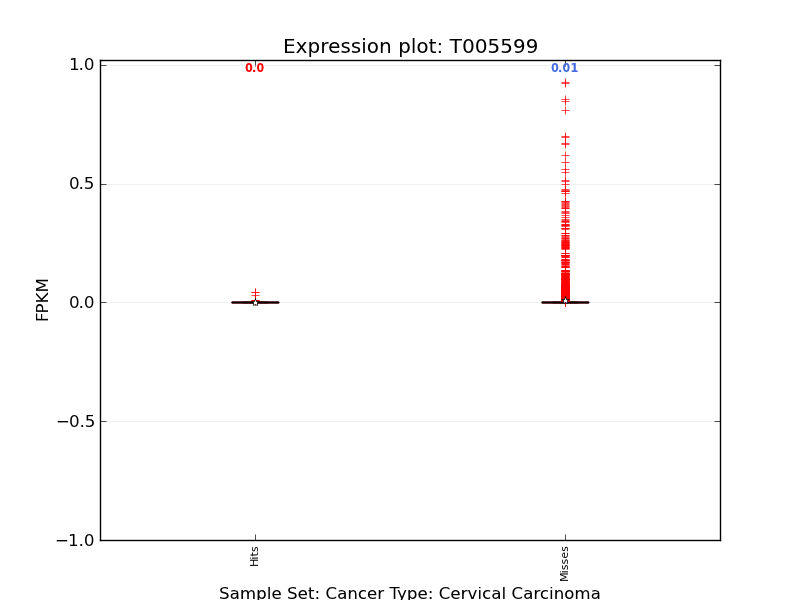 Expression plot: T005599
1.0
0.0
0.01
0.5
0.0
FPKM
−0.5
−1.0
Hits
Misses
Sample Set: Cancer Type: Cervical Carcinoma